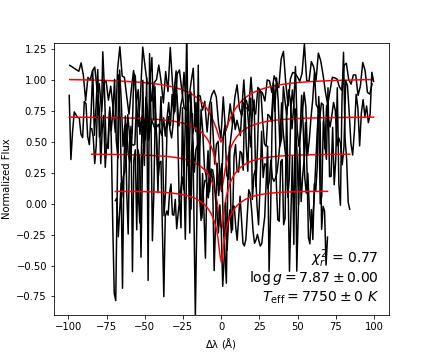 1.25
1.00
0.75
0.50
0.25
0.00
−0.25
−0.50
−0.75
Normalized Flux
χ²ᵣ = 0.77
log g = 7.87 ± 0.00
T_eff = 7750 ± 0 K
−100 −75 −50 −25 0 25 50 75 100
Δλ (Å)